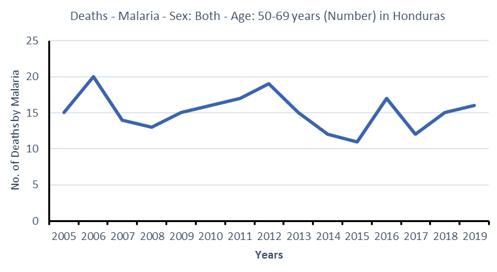 Deaths - Malaria - Sex: Both - Age: 50-69 years (Number) in Honduras
No. of Deaths by Malaria
25
20
15
10
5
0
2005 2006 2007 2008 2009 2010 2011 2012 2013 2014 2015 2016 2017 2018 2019
Years